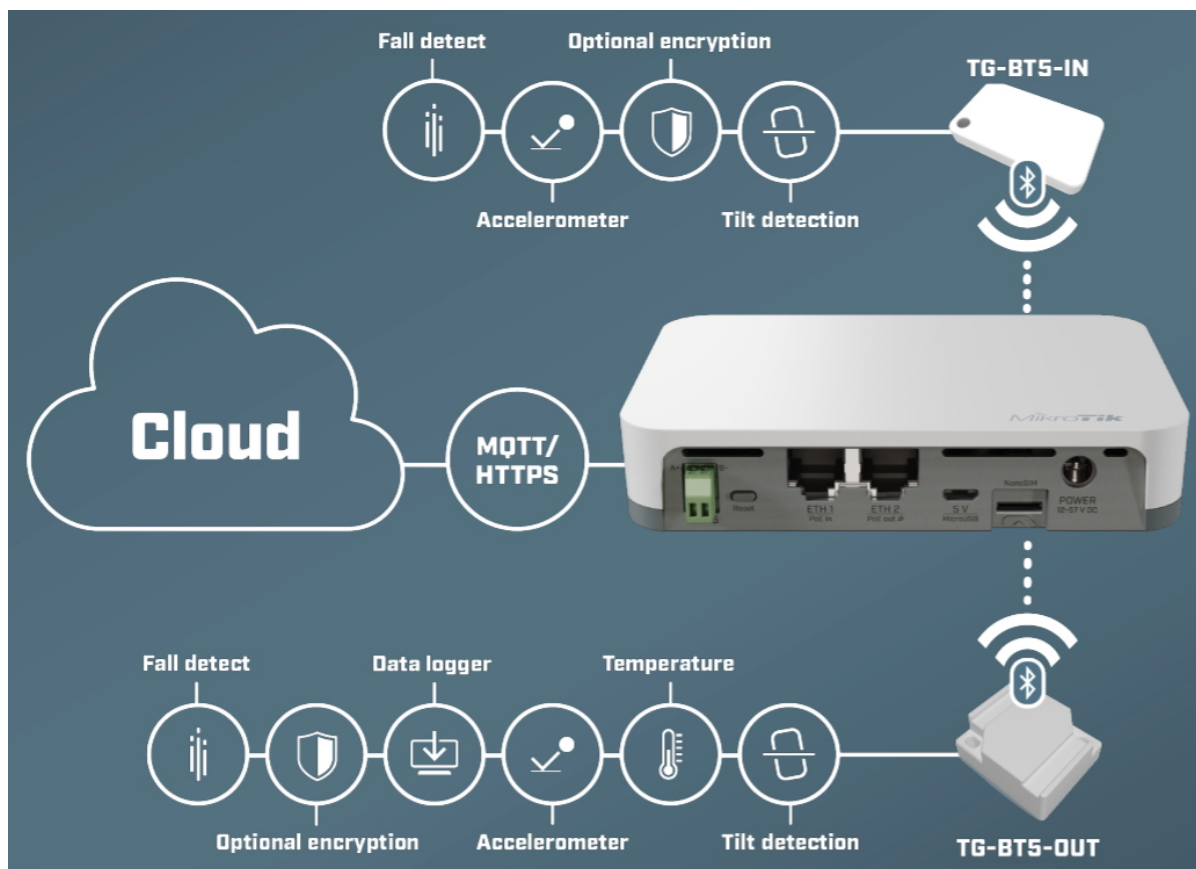 Fall detect
Optional encryption
TG-BT5-IN
Accelerometer
Tilt detection
Cloud
MQTT/
HTTPS
MikroTik
Reset
ETH 1
PoE in
ETH 2
PoE out
5 V
MicroUSB
NanoSIM
POWER
12-57 V DC
Fall detect
Data logger
Temperature
Optional encryption
Accelerometer
Tilt detection
TG-BT5-OUT